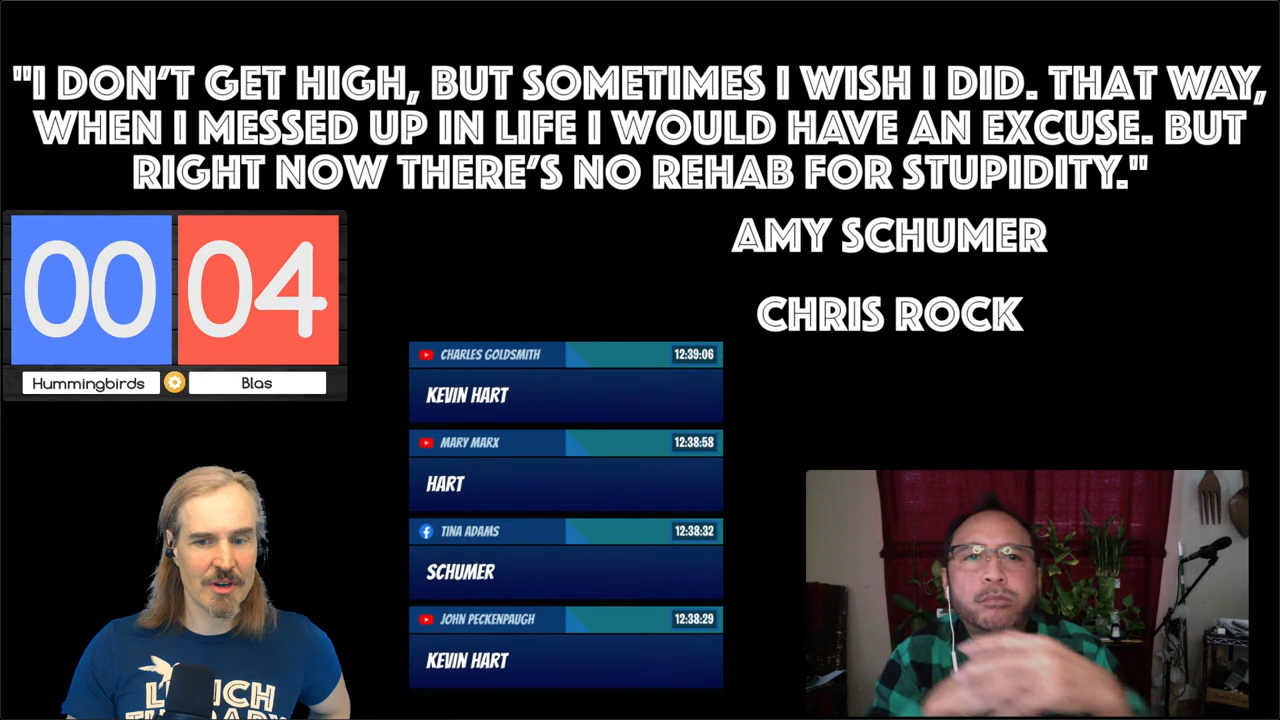 "I DON'T GET HIGH, BUT SOMETIMES I WISH I DID. THAT WAY,
WHEN I MESSED UP IN LIFE I WOULD HAVE AN EXCUSE. BUT
RIGHT NOW THERE'S NO REHAB FOR STUPIDITY."
AMY SCHUMER
CHRIS ROCK
00 04
Hummingbirds Blas
CHARLES GOLDSMITH 12:39:06
KEVIN HART
MARY MARX 12:38:58
HART
TINA ADAMS 12:38:32
SCHUMER
JOHN PECKENPAUGH 12:38:29
KEVIN HART